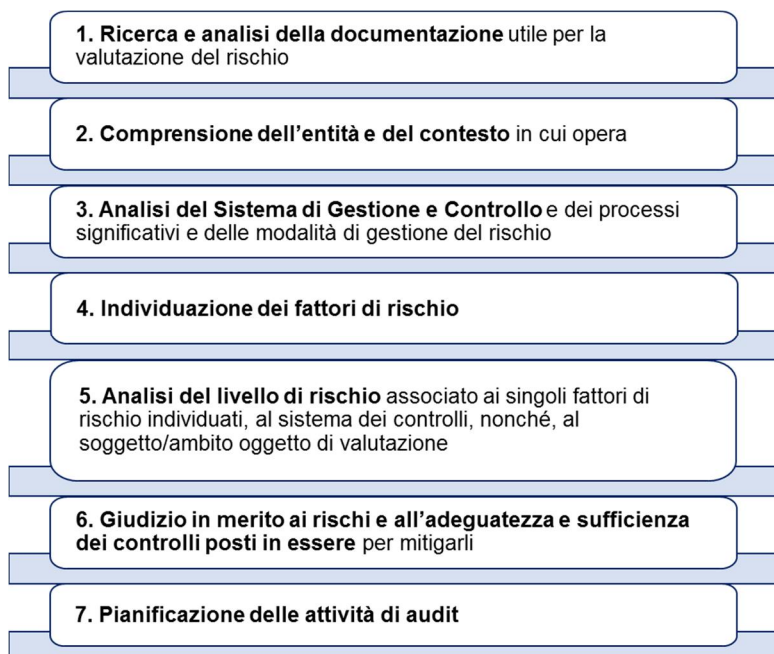 1. Ricerca e analisi della documentazione utile per la
valutazione del rischio
2. Comprensione dell'entità e del contesto in cui opera
3. Analisi del Sistema di Gestione e Controllo e dei processi
significativi e delle modalità di gestione del rischio
4. Individuazione dei fattori di rischio
5. Analisi del livello di rischio associato ai singoli fattori di
rischio individuati, al sistema dei controlli, nonché, al
soggetto/ambito oggetto di valutazione
6. Giudizio in merito ai rischi e all'adeguatezza e sufficienza
dei controlli posti in essere per mitigarli
7. Pianificazione delle attività di audit